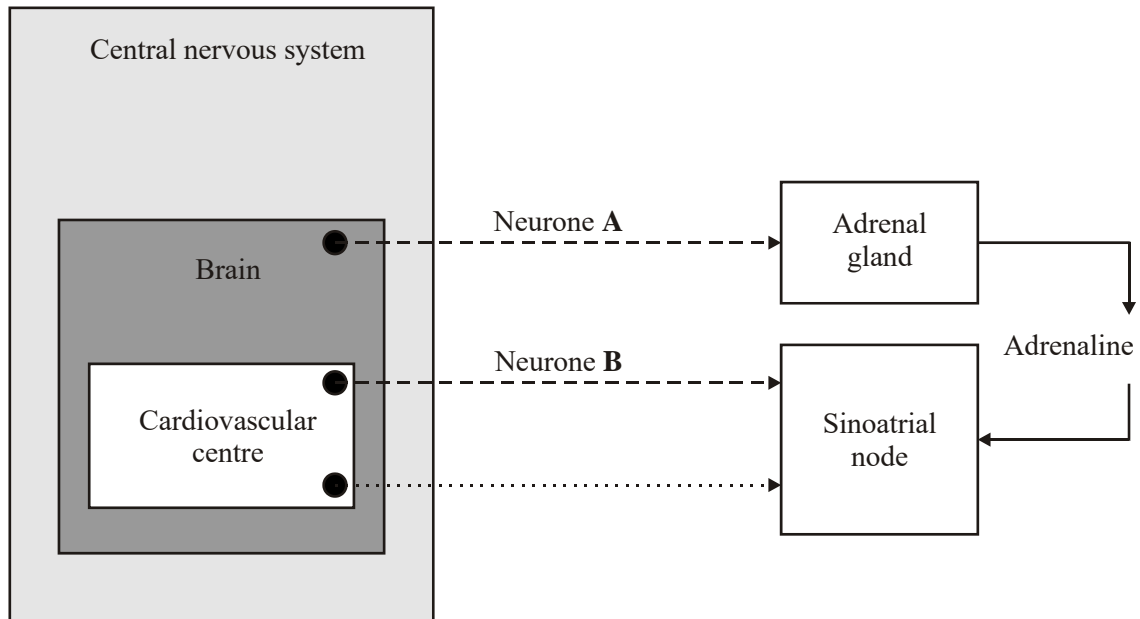 Central nervous system
Neurone A
Adrenal
gland
Brain
Adrenaline
Neurone B
Cardiovascular
centre
Sinoatrial
node